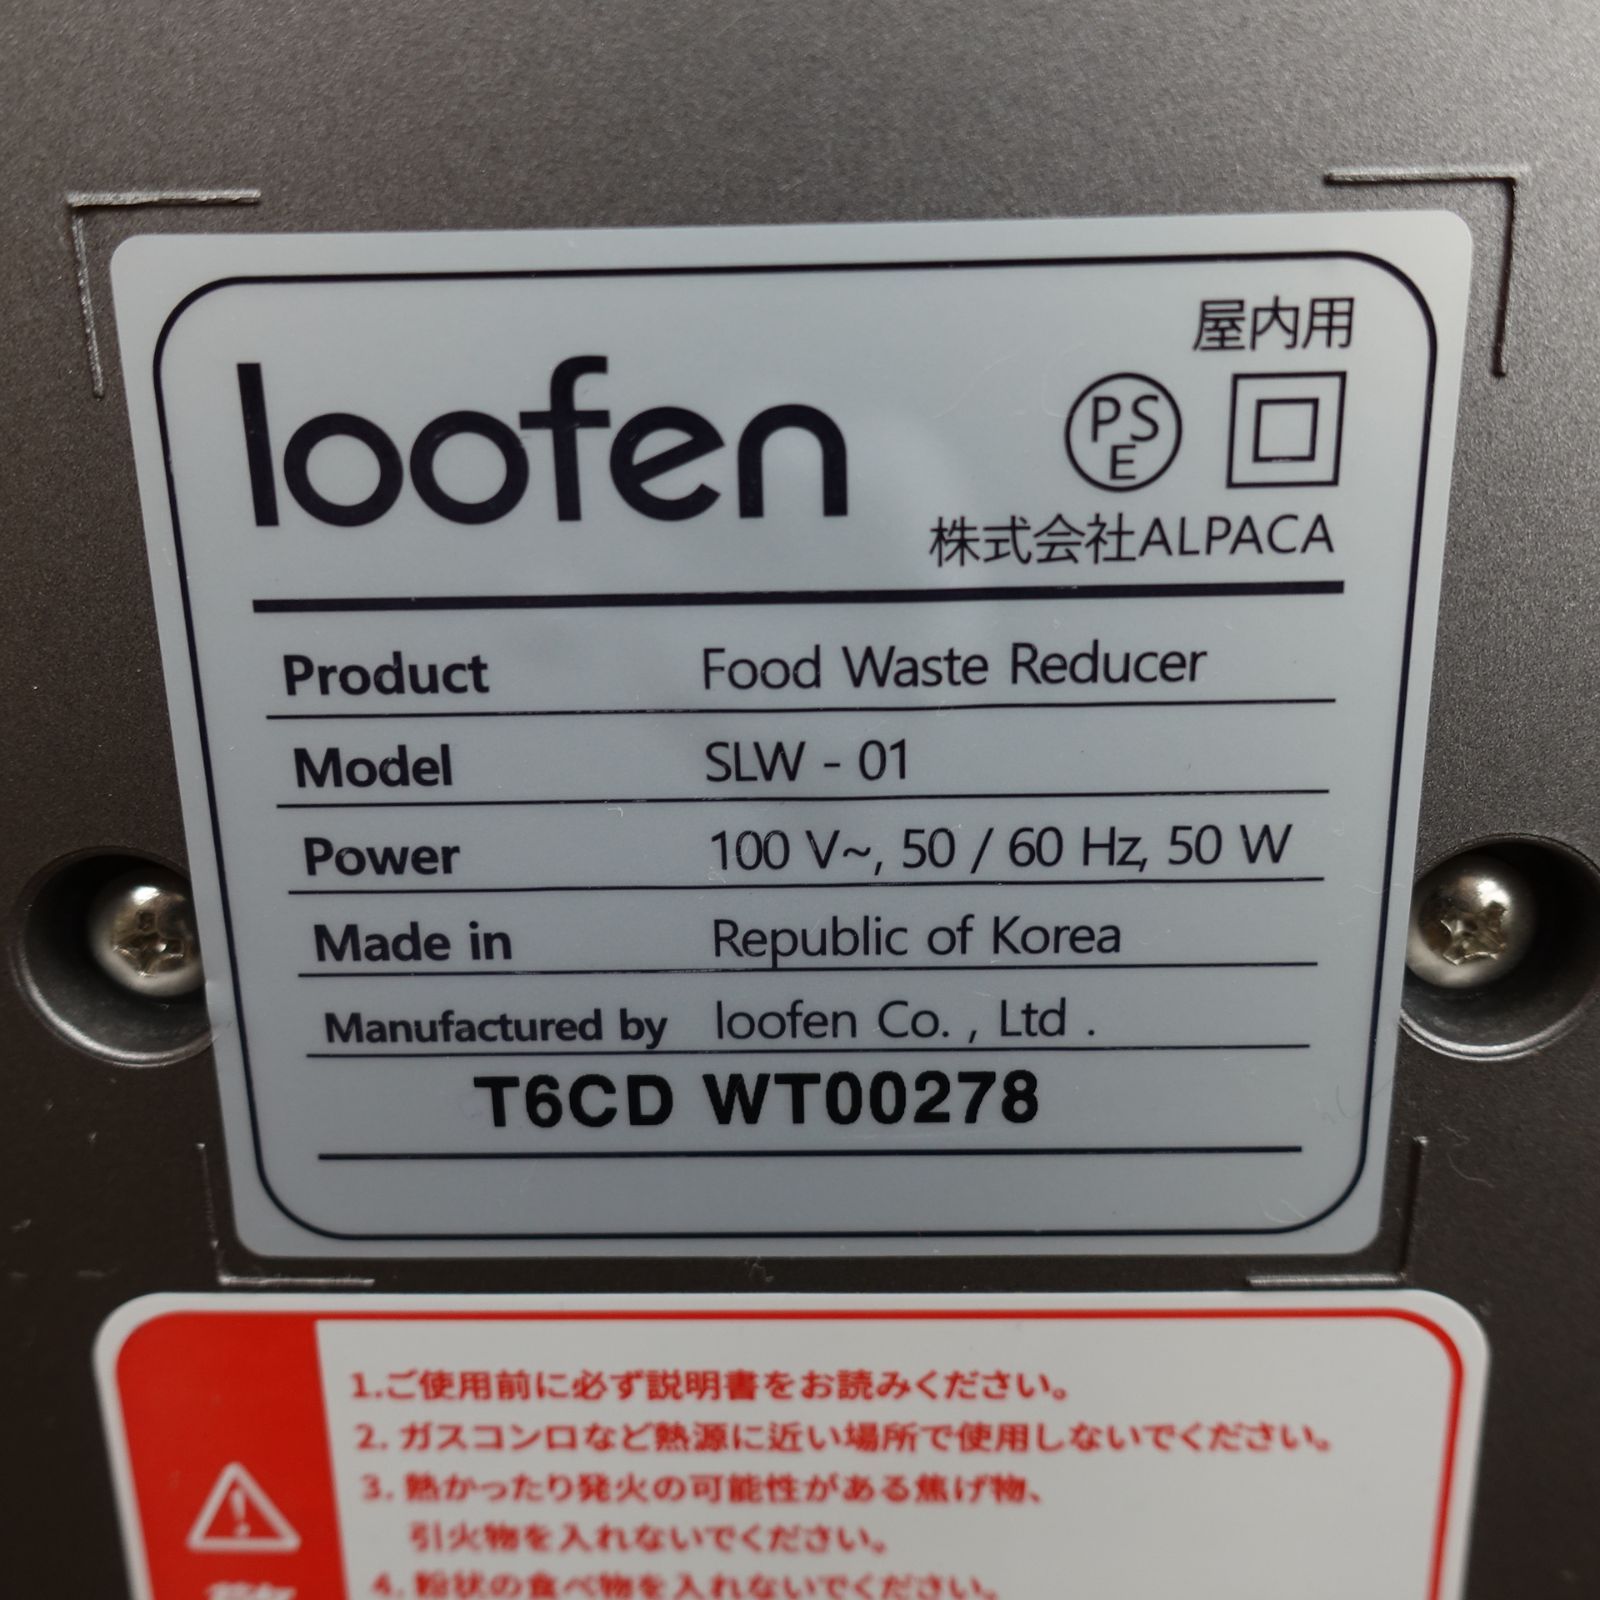 屋内用
loofen
PSE
株式会社ALPACA
Product Food Waste Reducer
Model SLW - 01
Power 100 V~, 50 / 60 Hz, 50 W
Made in Republic of Korea
Manufactured by loofen Co. , Ltd .
T6CD WT00278
1.ご使用前に必ず説明書をお読みください。
2. ガスコンロなど熱源に近い場所で使用しないでください。
3. 熱かったり発火の可能性がある焦げ物、
引火物を入れないでください。
4. 粉状の食べ物を入れないでください。